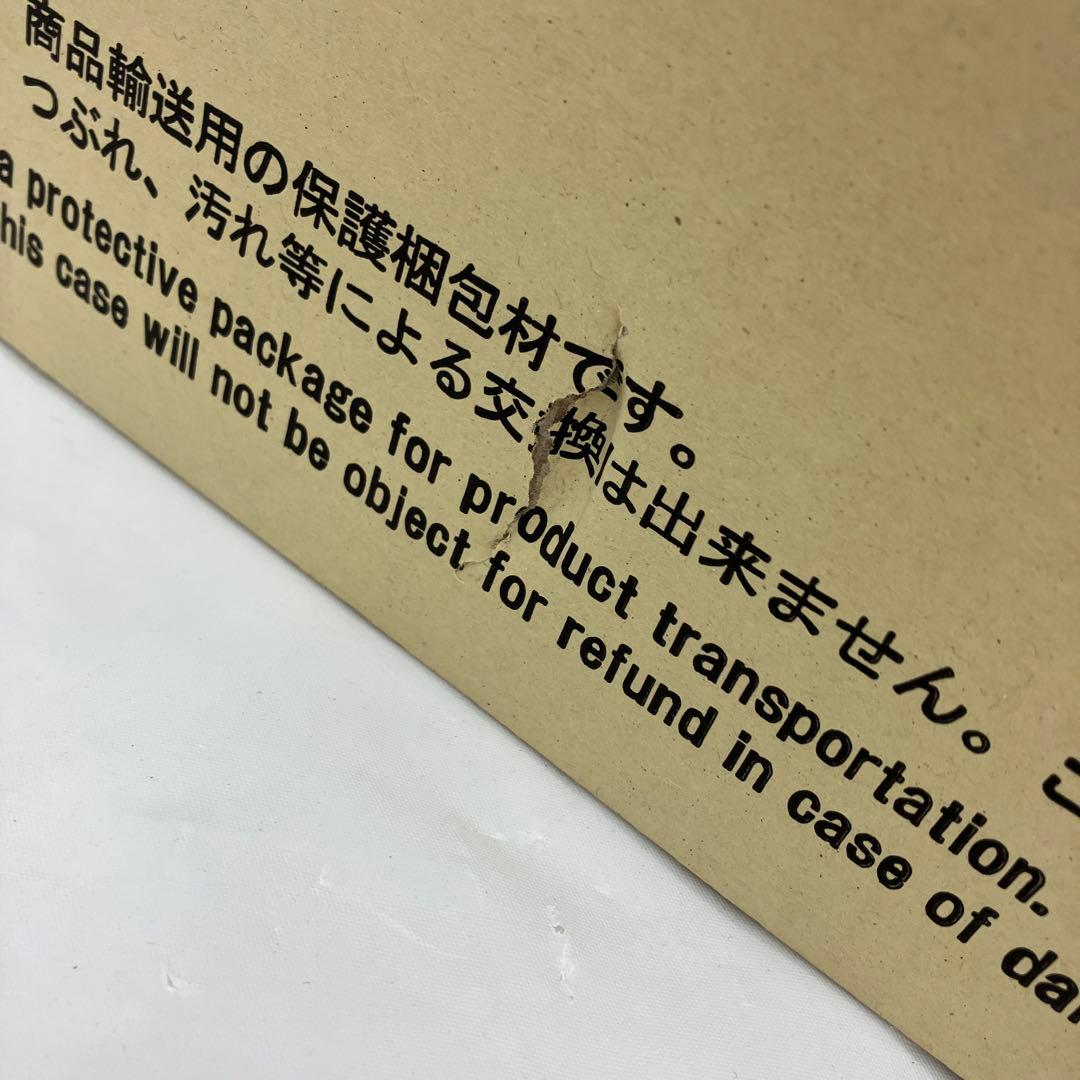 商品輸送用の保護梱包材です。
つぶれ、汚れ等による交換は出来ません。
a protective package for product transportation.
his case will not be object for refund in case of da